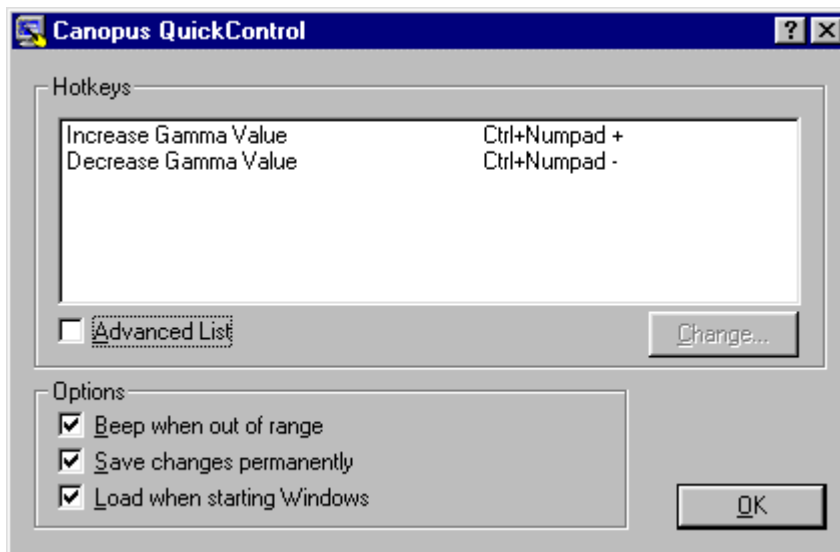 Canopus QuickControl
Hotkeys
Increase Gamma Value Ctrl+Numpad +
Decrease Gamma Value Ctrl+Numpad -
Advanced List
Change...
Options
Beep when out of range
Save changes permanently
Load when starting Windows
OK